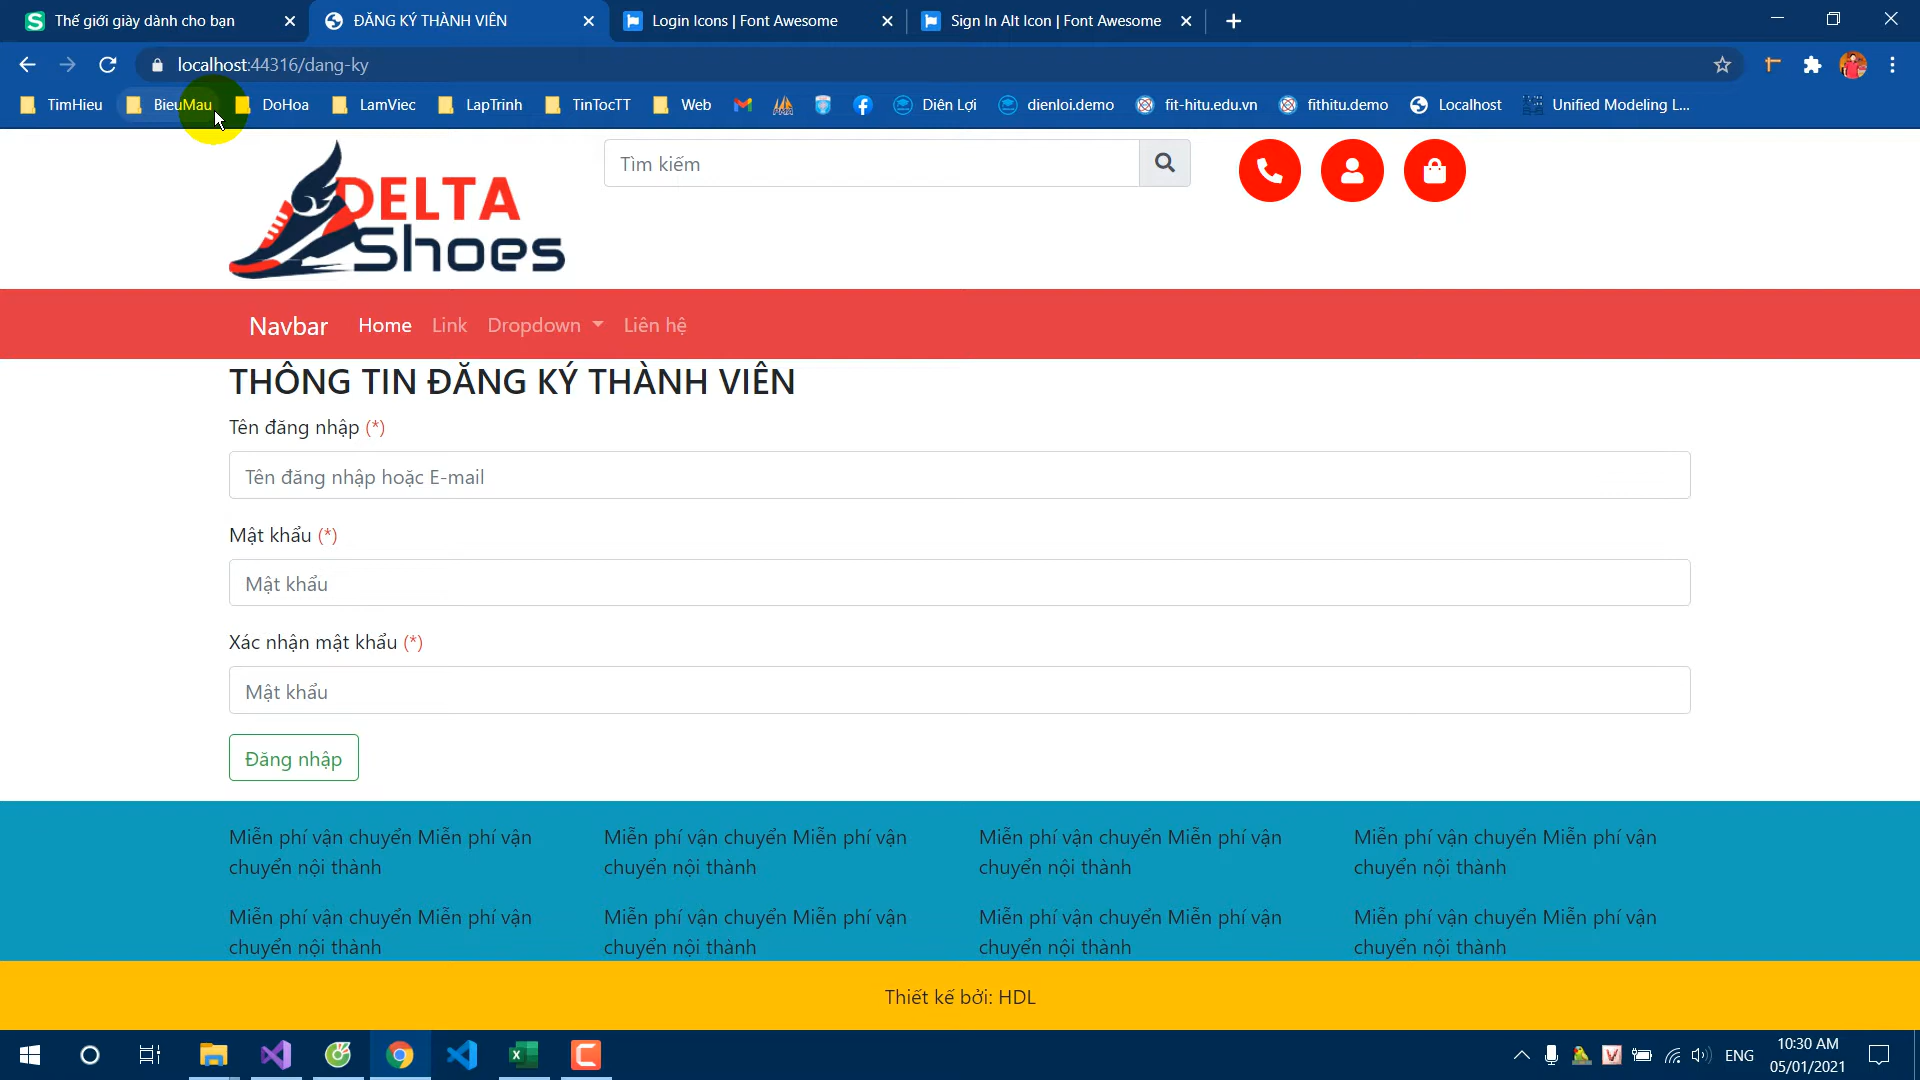 Thế giới giày dành cho bạn
ĐĂNG KÝ THÀNH VIÊN
Login Icons | Font Awesome
Sign In Alt Icon | Font Awesome
localhost:44316/dang-ky
TimHieu
BieuMau
DoHoa
LamViec
LapTrinh
TinTocTT
Web
Diên Lợi
dienloi.demo
fit-hitu.edu.vn
fithitu.demo
Localhost
Unified Modeling L...
DELTA
Shoes
Tìm kiếm
Navbar
Home
Link
Dropdown
Liên hệ
THÔNG TIN ĐĂNG KÝ THÀNH VIÊN
Tên đăng nhập (*)
Tên đăng nhập hoặc E-mail
Mật khẩu (*)
Mật khẩu
Xác nhận mật khẩu (*)
Mật khẩu
Đăng nhập
Miễn phí vận chuyển Miễn phí vận
chuyển nội thành
Miễn phí vận chuyển Miễn phí vận
chuyển nội thành
Miễn phí vận chuyển Miễn phí vận
chuyển nội thành
Miễn phí vận chuyển Miễn phí vận
chuyển nội thành
Miễn phí vận chuyển Miễn phí vận
chuyển nội thành
Miễn phí vận chuyển Miễn phí vận
chuyển nội thành
Miễn phí vận chuyển Miễn phí vận
chuyển nội thành
Miễn phí vận chuyển Miễn phí vận
chuyển nội thành
Thiết kế bởi: HDL
ENG
10:30 AM
05/01/2021